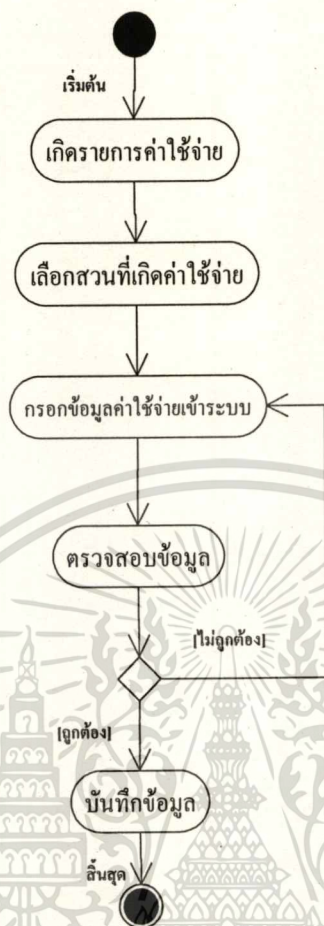 เริ่มต้น
เกิดรายการค่าใช้จ่าย
เลือกสวนที่เกิดค่าใช้จ่าย
กรอกข้อมูลค่าใช้จ่ายเข้าระบบ
ตรวจสอบข้อมูล
[ไม่ถูกต้อง]
[ถูกต้อง]
บันทึกข้อมูล
สิ้นสุด